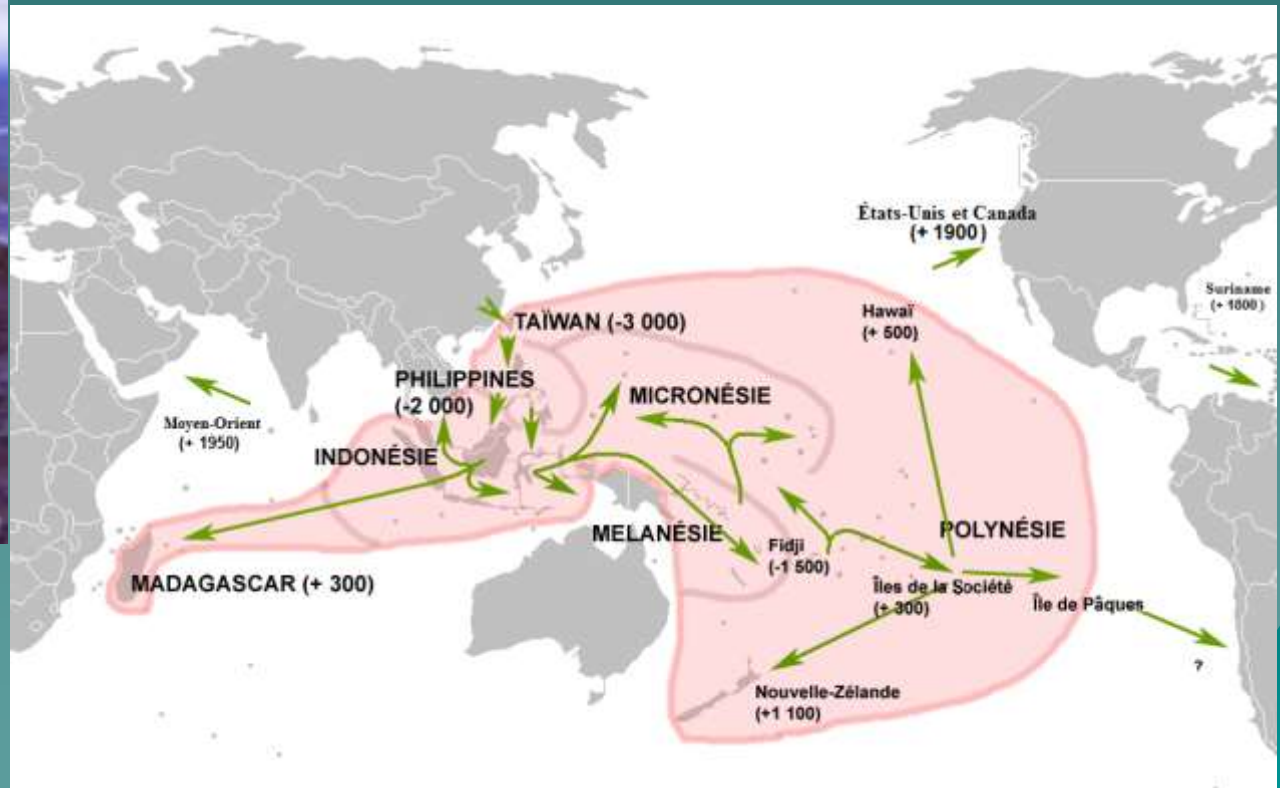 États-Unis et Canada
(+ 1900)
Suriname
(+ 1800)
Hawaï
(+ 500)
TAÏWAN (-3 000)
PHILIPPINES
(-2 000)
MICRONÉSIE
Moyen-Orient
(+ 1950)
INDONÉSIE
MELANÉSIE
POLYNÉSIE
Fidji
(-1 500)
MADAGASCAR (+ 300)
Îles de la Société
(+ 300)
Île de Pâques
?
Nouvelle-Zélande
(+1 100)